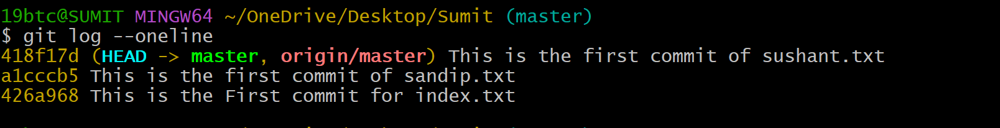 19btc@SUMIT MINGW64 ~/OneDrive/Desktop/Sumit (master)
$ git log --oneline
418f17d (HEAD -> master, origin/master) This is the first commit of sushant.txt
a1cccb5 This is the first commit of sandip.txt
426a968 This is the First commit for index.txt